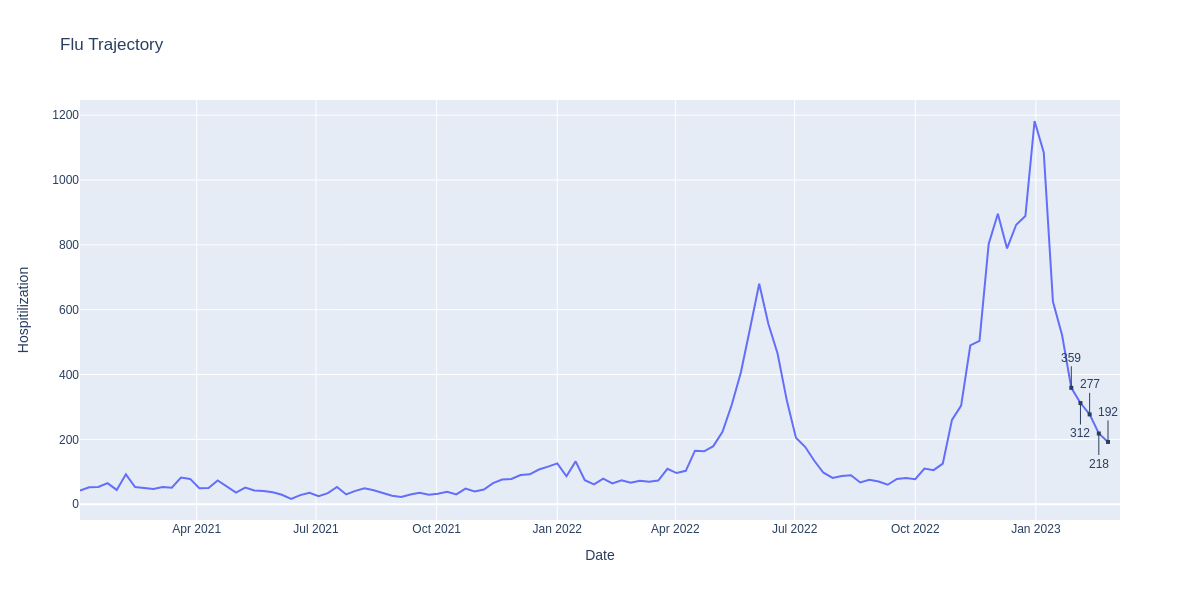 Flu Trajectory
1200
1000
800
600
400
200
0
Hospitilization
359
277
192
312
218
Apr 2021
Jul 2021
Oct 2021
Jan 2022
Apr 2022
Jul 2022
Oct 2022
Jan 2023
Date